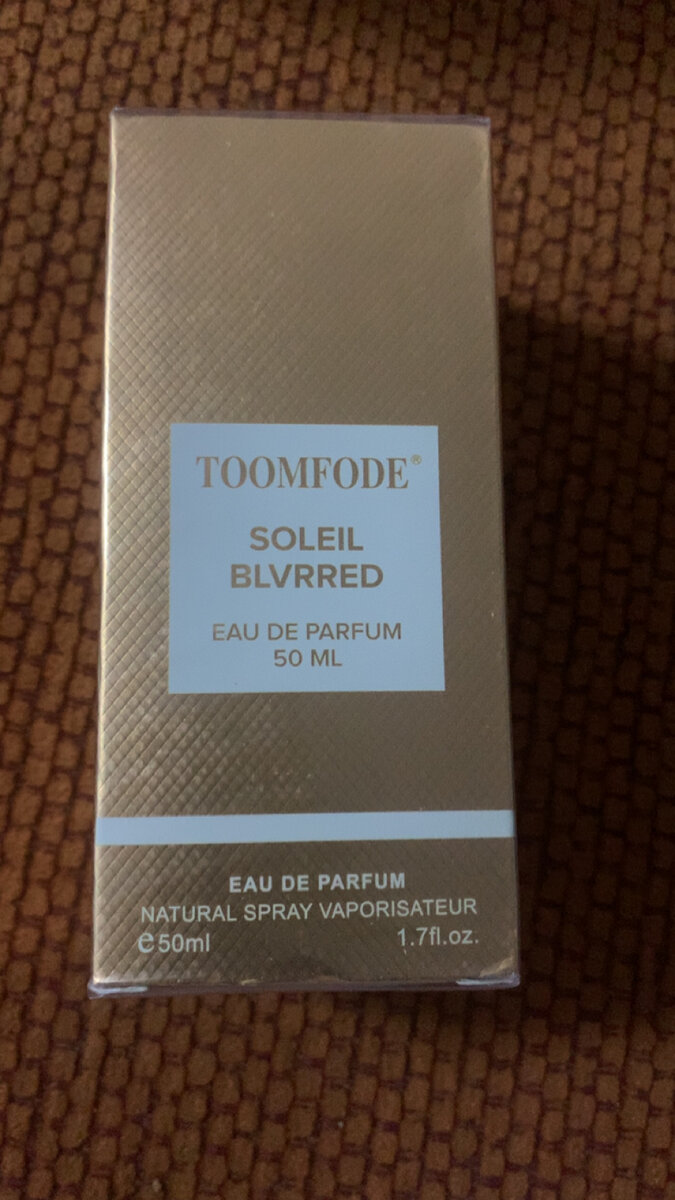 TOOMFODE®
SOLEIL
BLVRRED
EAU DE PARFUM
50 ML
EAU DE PARFUM
NATURAL SPRAY VAPORISATEUR
℮50ml 1.7fl.oz.